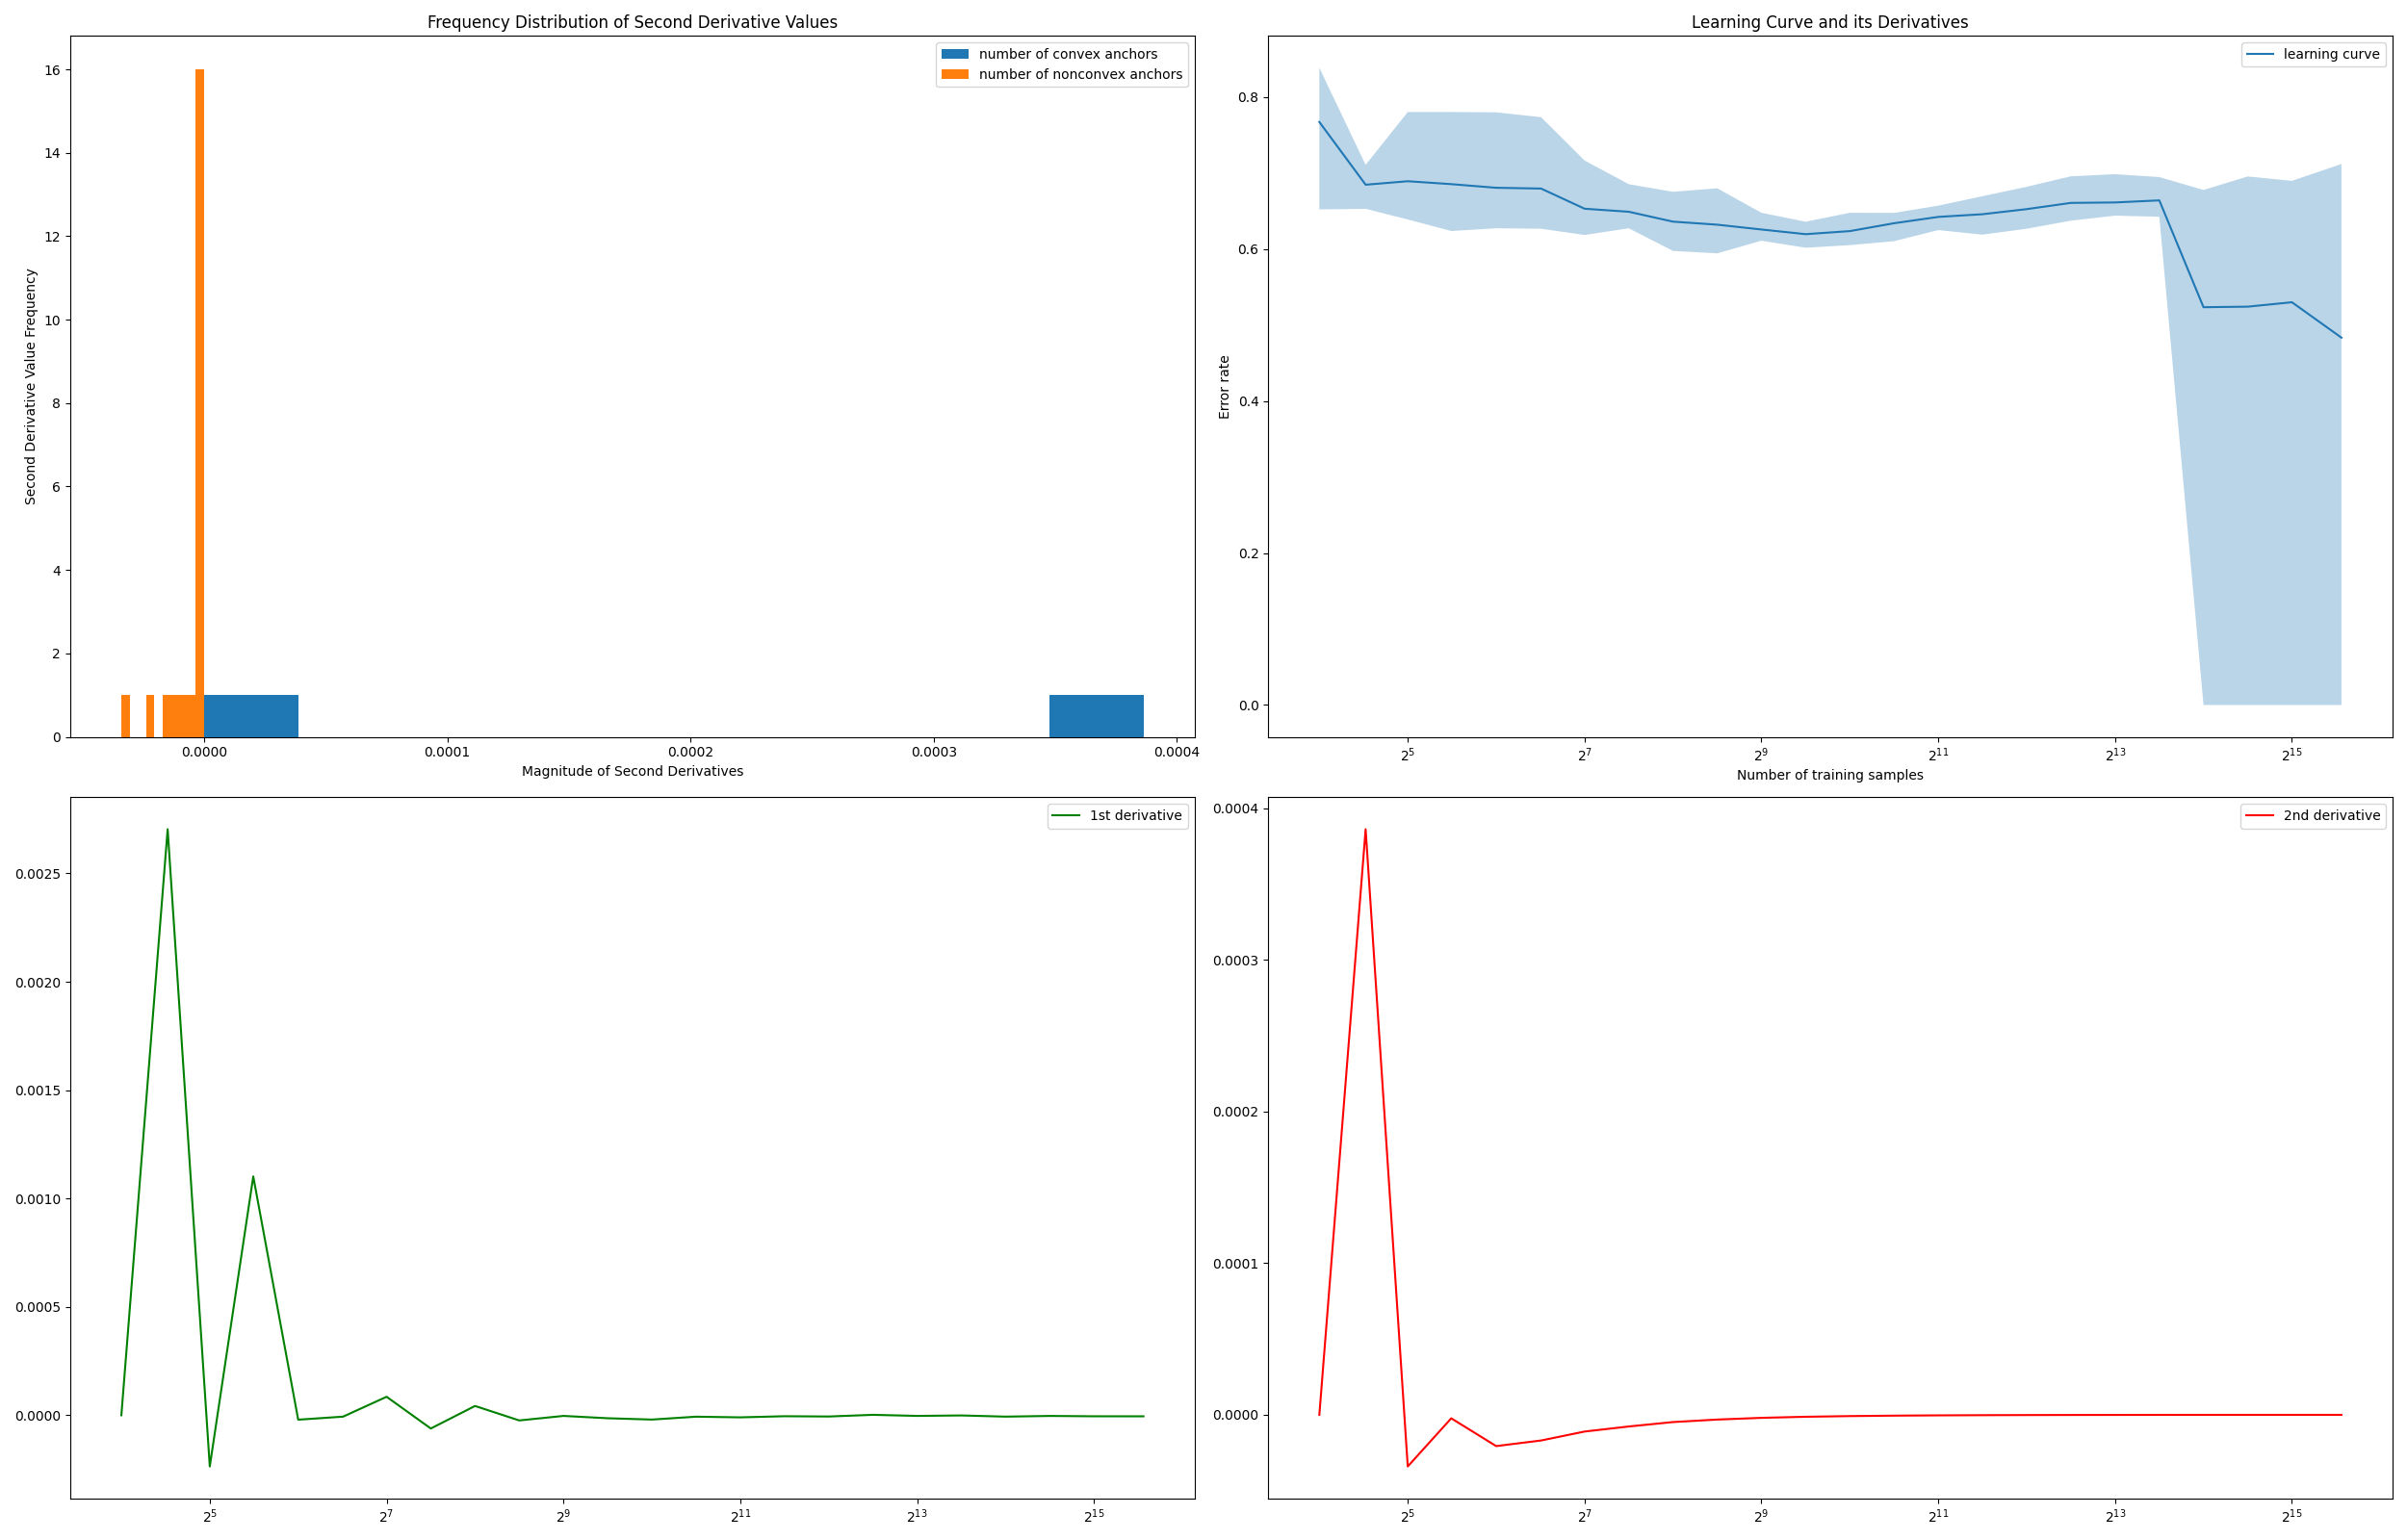 Frequency Distribution of Second Derivative Values
number of convex anchors
number of nonconvex anchors
Second Derivative Value Frequency
16
14
12
10
8
6
4
2
0
0.0000 0.0001 0.0002 0.0003 0.0004
Magnitude of Second Derivatives
Learning Curve and its Derivatives
learning curve
Error rate
0.8
0.6
0.4
0.2
0.0
2^5 2^7 2^9 2^11 2^13 2^15
Number of training samples
1st derivative
0.0025
0.0020
0.0015
0.0010
0.0005
0.0000
2^5 2^7 2^9 2^11 2^13 2^15
2nd derivative
0.0004
0.0003
0.0002
0.0001
0.0000
2^5 2^7 2^9 2^11 2^13 2^15